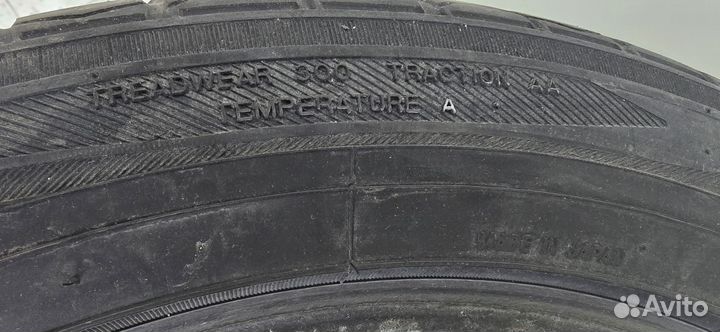 TREADWEAR 300 TRACTION AA
TEMPERATURE A
MADE IN JAPAN
Avito